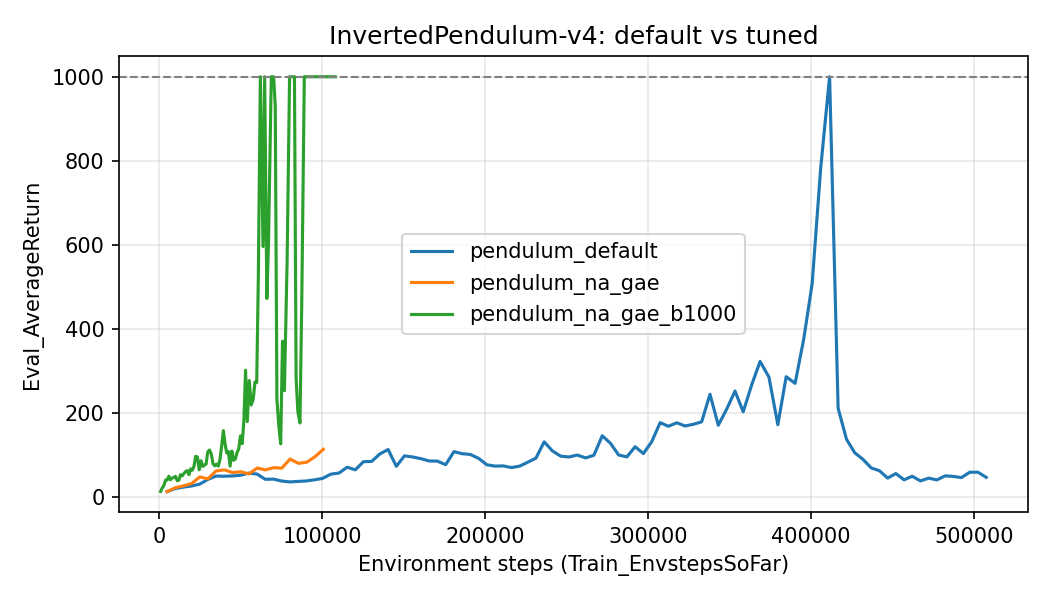 InvertedPendulum-v4: default vs tuned
1000
800
600
400
200
0
Eval_AverageReturn
pendulum_default
pendulum_na_gae
pendulum_na_gae_b1000
0
100000
200000
300000
400000
500000
Environment steps (Train_EnvstepsSoFar)